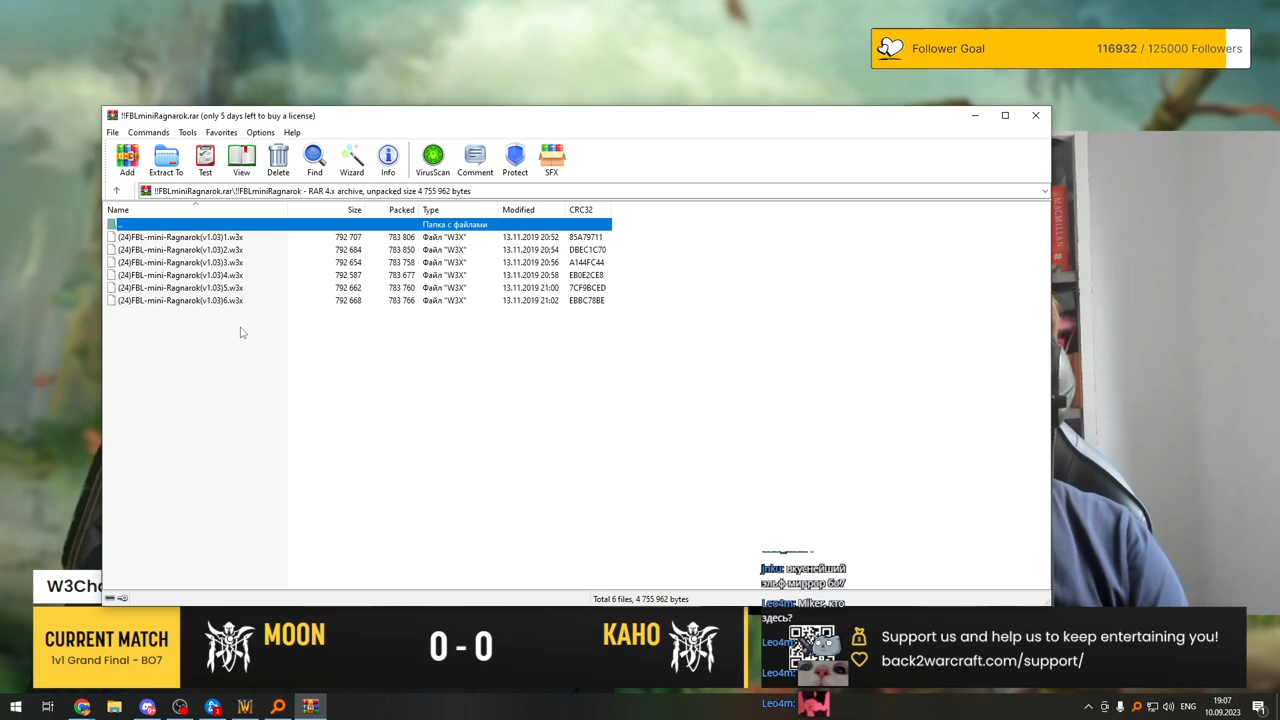 Follower Goal 116932 / 125000 Followers
!!FBLminiRagnarok.rar (only 5 days left to buy a license)
File Commands Tools Favorites Options Help
Add Extract To Test View Delete Find Wizard Info VirusScan Comment Protect SFX
!!FBLminiRagnarok.rar\!!FBLminiRagnarok - RAR 4.x archive, unpacked size 4 755 962 bytes
Name Size Packed Type Modified CRC32
.. Папка с файлами
(24)FBL-mini-Ragnarok(v1.03)1.w3x 792 707 783 806 Файл "W3X" 13.11.2019 20:52 85A79711
(24)FBL-mini-Ragnarok(v1.03)2.w3x 792 684 783 850 Файл "W3X" 13.11.2019 20:54 DBEC1C70
(24)FBL-mini-Ragnarok(v1.03)3.w3x 792 654 783 758 Файл "W3X" 13.11.2019 20:56 A144FC44
(24)FBL-mini-Ragnarok(v1.03)4.w3x 792 587 783 677 Файл "W3X" 13.11.2019 20:58 EB0E2CE8
(24)FBL-mini-Ragnarok(v1.03)5.w3x 792 662 783 760 Файл "W3X" 13.11.2019 21:00 7CF9BCED
(24)FBL-mini-Ragnarok(v1.03)6.w3x 792 668 783 766 Файл "W3X" 13.11.2019 21:02 EBBC78BE
MACMILLAN
Total 6 files, 4 755 962 bytes
jnku: вкуснейший
эльф миррор бо7
Leo4m: Miker, кто
здесь?
Leo4m:
Leo4m:
Leo4m:
W3Ch
CURRENT MATCH
1v1 Grand Final - BO7
MOON 0 - 0 KAHO
Support us and help us to keep entertaining you!
back2warcraft.com/support/
ENG 19:07
10.09.2023